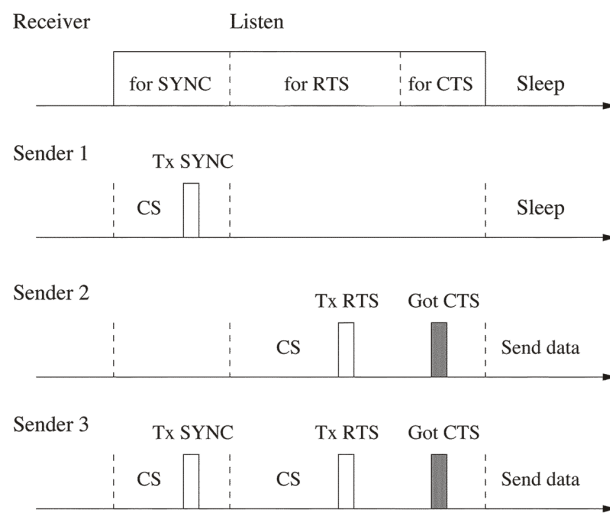 Receiver Listen
for SYNC for RTS for CTS Sleep
Sender 1
Tx SYNC
CS Sleep
Sender 2
Tx RTS Got CTS
CS Send data
Sender 3
Tx SYNC Tx RTS Got CTS
CS CS Send data